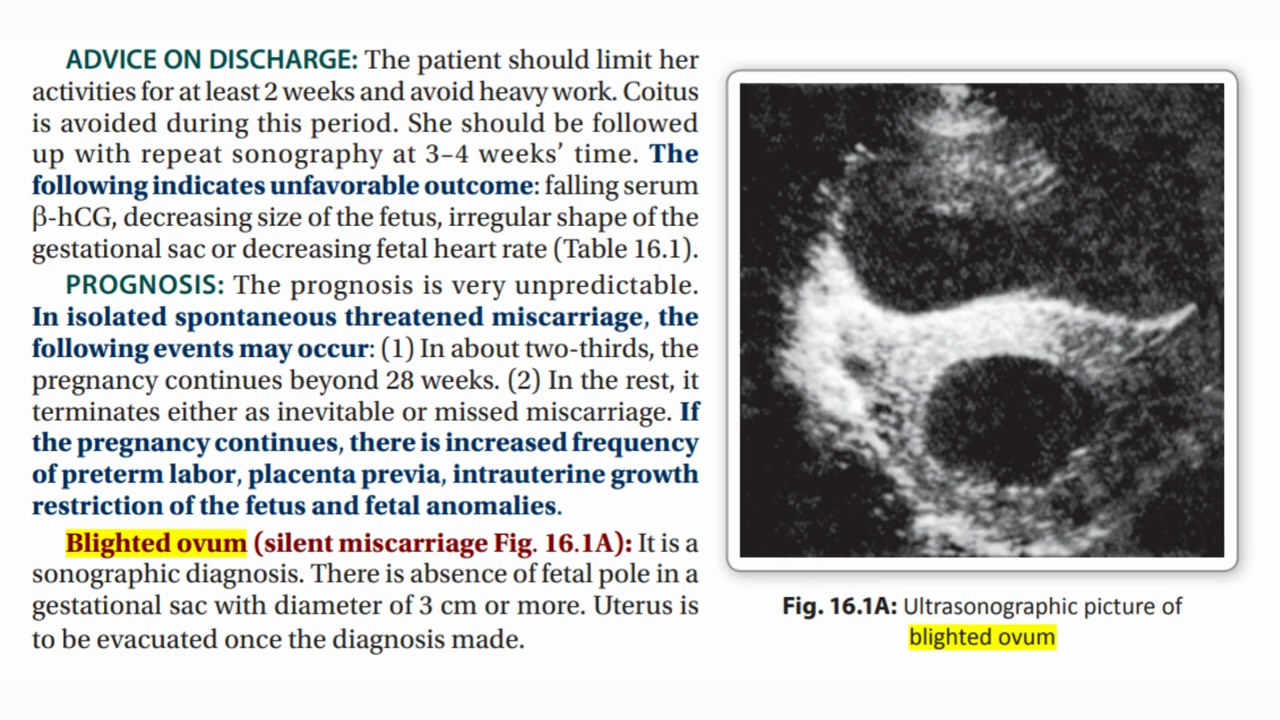 ADVICE ON DISCHARGE: The patient should limit her
activities for at least 2 weeks and avoid heavy work. Coitus
is avoided during this period. She should be followed
up with repeat sonography at 3–4 weeks’ time. The
following indicates unfavorable outcome: falling serum
β-hCG, decreasing size of the fetus, irregular shape of the
gestational sac or decreasing fetal heart rate (Table 16.1).
PROGNOSIS: The prognosis is very unpredictable.
In isolated spontaneous threatened miscarriage, the
following events may occur: (1) In about two-thirds, the
pregnancy continues beyond 28 weeks. (2) In the rest, it
terminates either as inevitable or missed miscarriage. If
the pregnancy continues, there is increased frequency
of preterm labor, placenta previa, intrauterine growth
restriction of the fetus and fetal anomalies.
Blighted ovum (silent miscarriage Fig. 16.1A): It is a
sonographic diagnosis. There is absence of fetal pole in a
gestational sac with diameter of 3 cm or more. Uterus is
to be evacuated once the diagnosis made.
Fig. 16.1A: Ultrasonographic picture of
blighted ovum